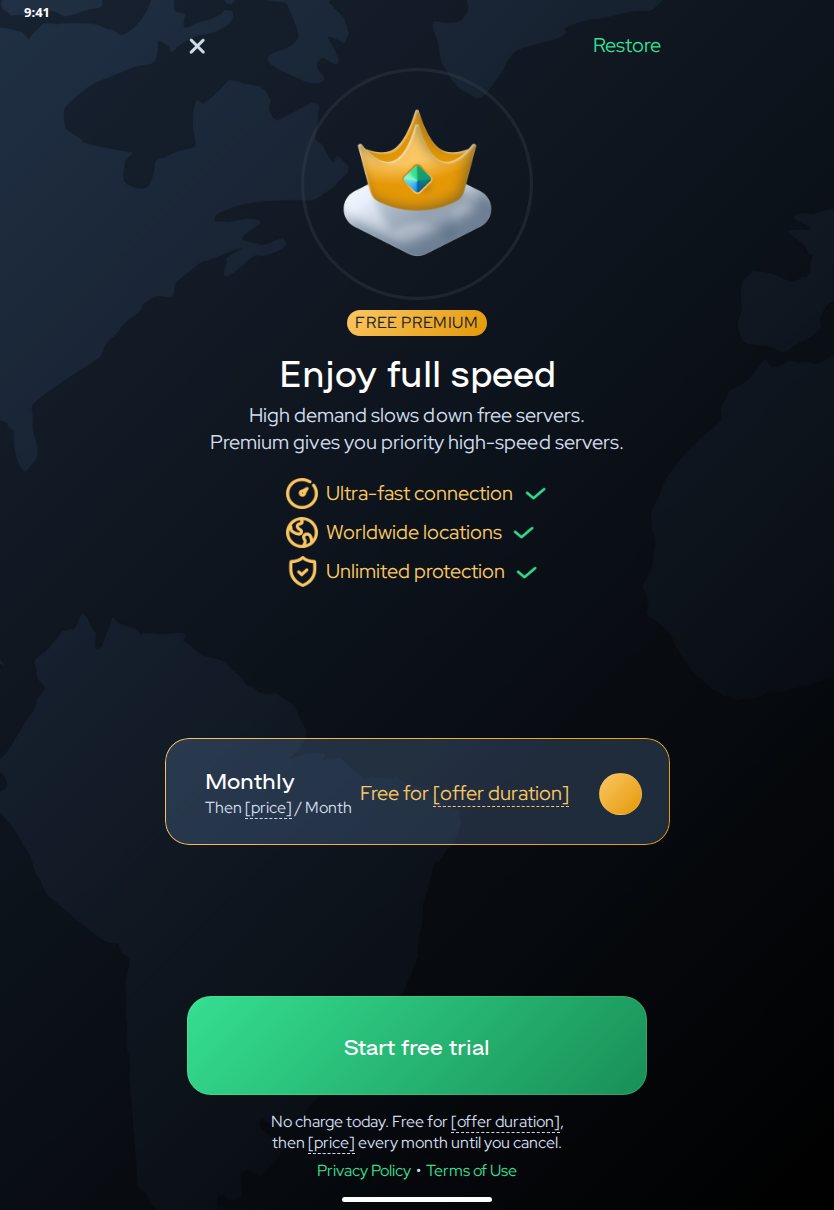 9:41
Restore
FREE PREMIUM
Enjoy full speed
High demand slows down free servers.
Premium gives you priority high-speed servers.
Ultra-fast connection
Worldwide locations
Unlimited protection
Monthly
Then [price] / Month
Free for [offer duration]
Start free trial
No charge today. Free for [offer duration],
then [price] every month until you cancel.
Privacy Policy • Terms of Use